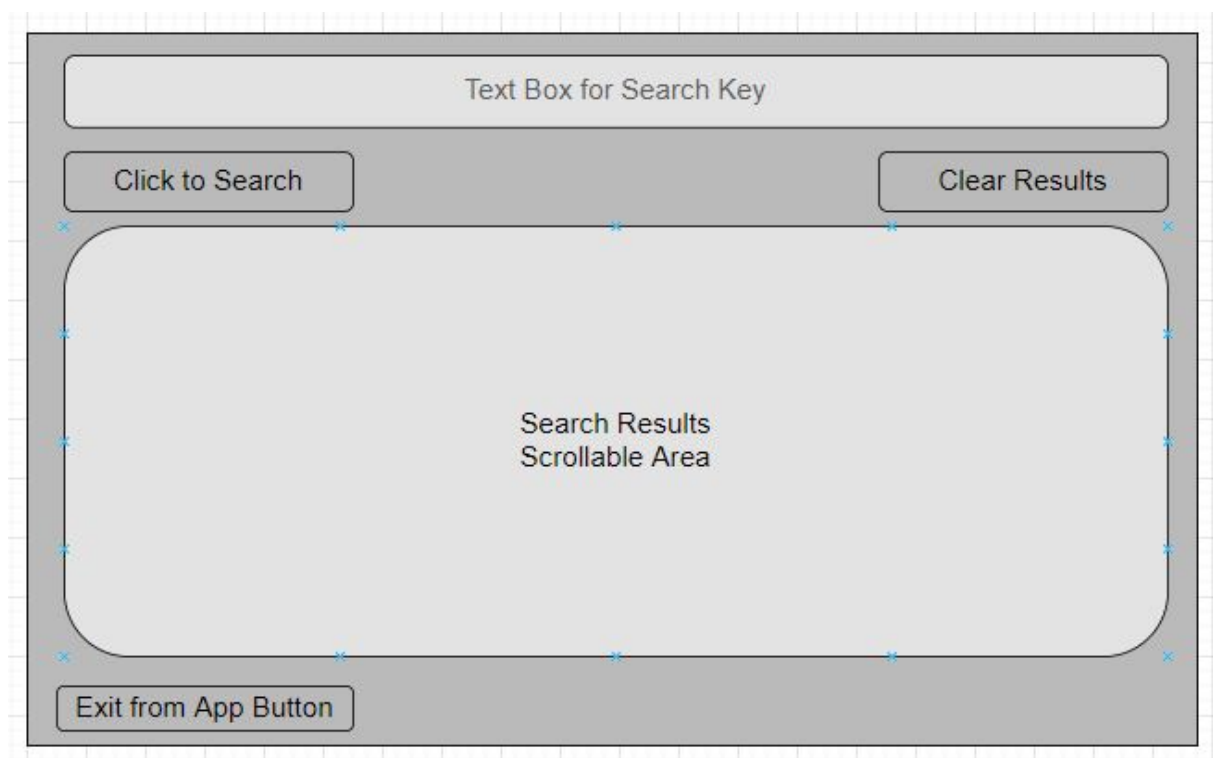 Text Box for Search Key
Click to Search
Clear Results
Search Results
Scrollable Area
Exit from App Button